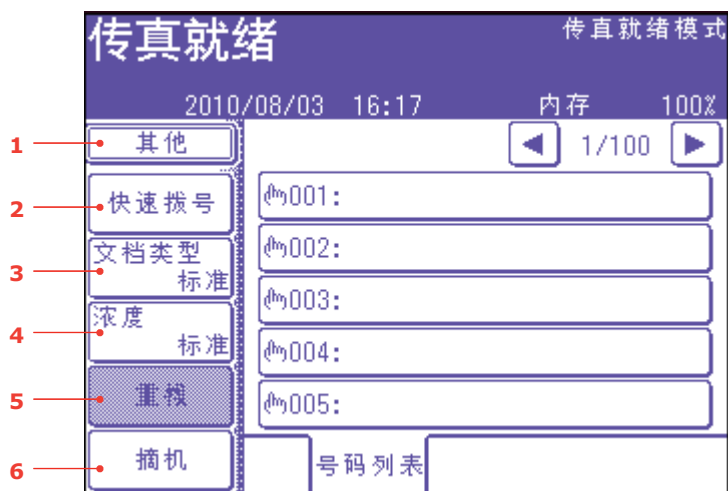 传真就绪
传真就绪模式
2010/08/03 16:17 内存 100%
1 其他
1/100
2 快速拨号
001:
3 文档类型
标准
002:
4 浓度
标准
003:
004:
5 重拨
005:
6 摘机
号码列表